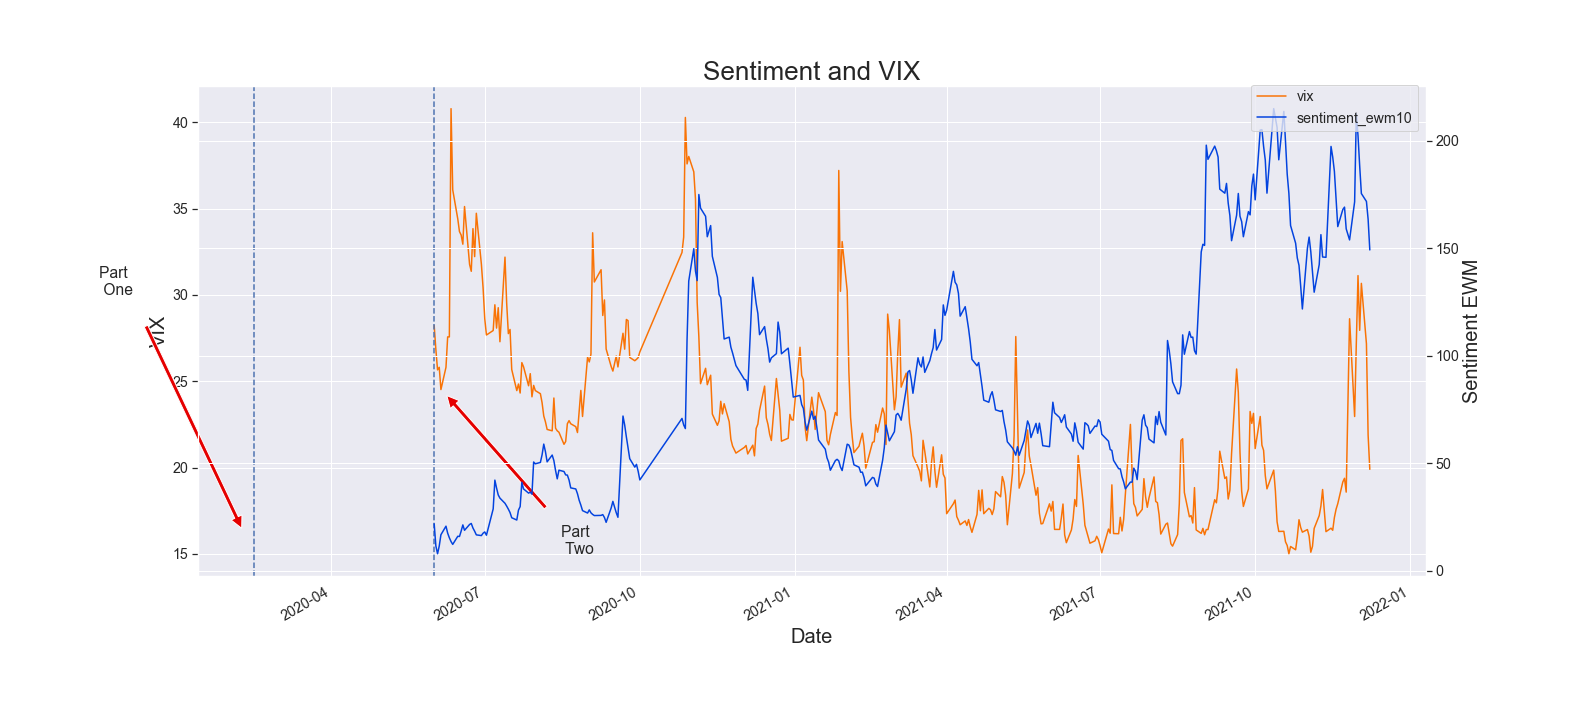 Sentiment and VIX
vix
sentiment_ewm10
40
35
30
25
20
15
VIX
200
150
100
50
0
Sentiment EWM
Part
One
Part
Two
2020-04
2020-07
2020-10
2021-01
2021-04
2021-07
2021-10
2022-01
Date